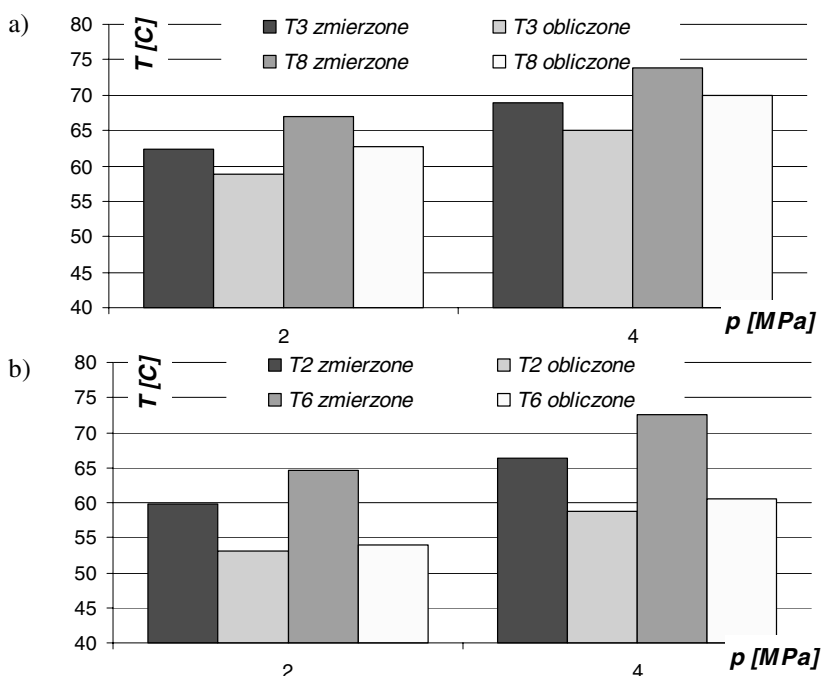 a)
T [C]
80
75
70
65
60
55
50
45
40
T3 zmierzone T3 obliczone
T8 zmierzone T8 obliczone
2 4
p [MPa]
b)
T [C]
80
75
70
65
60
55
50
45
40
T2 zmierzone T2 obliczone
T6 zmierzone T6 obliczone
2 4
p [MPa]